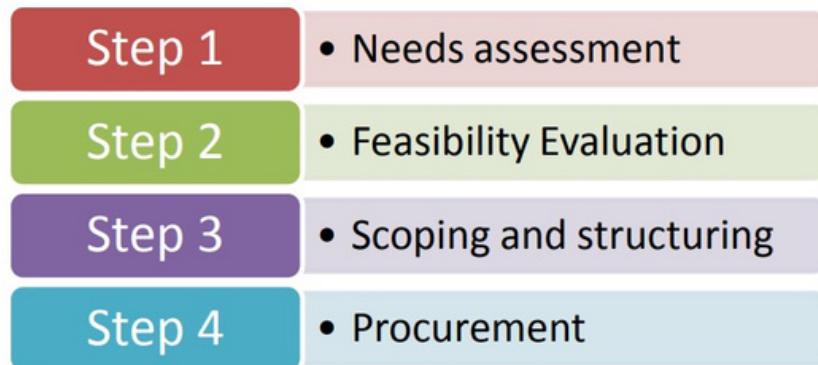 Step 1 • Needs assessment
Step 2 • Feasibility Evaluation
Step 3 • Scoping and structuring
Step 4 • Procurement